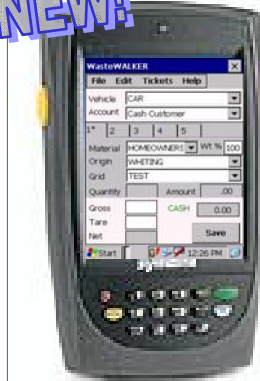 NEW!
WasteWALKER
File Edit Tickets Help
Vehicle CAR
Account Cash Customer
1* 2 3 4 5
Material HOMEOWNERS Wt % 100
Origin WHITING
Grid TEST
Quantity Amount .00
Gross CASH 0.00
Tare
Net Save
Start 12:26 PM